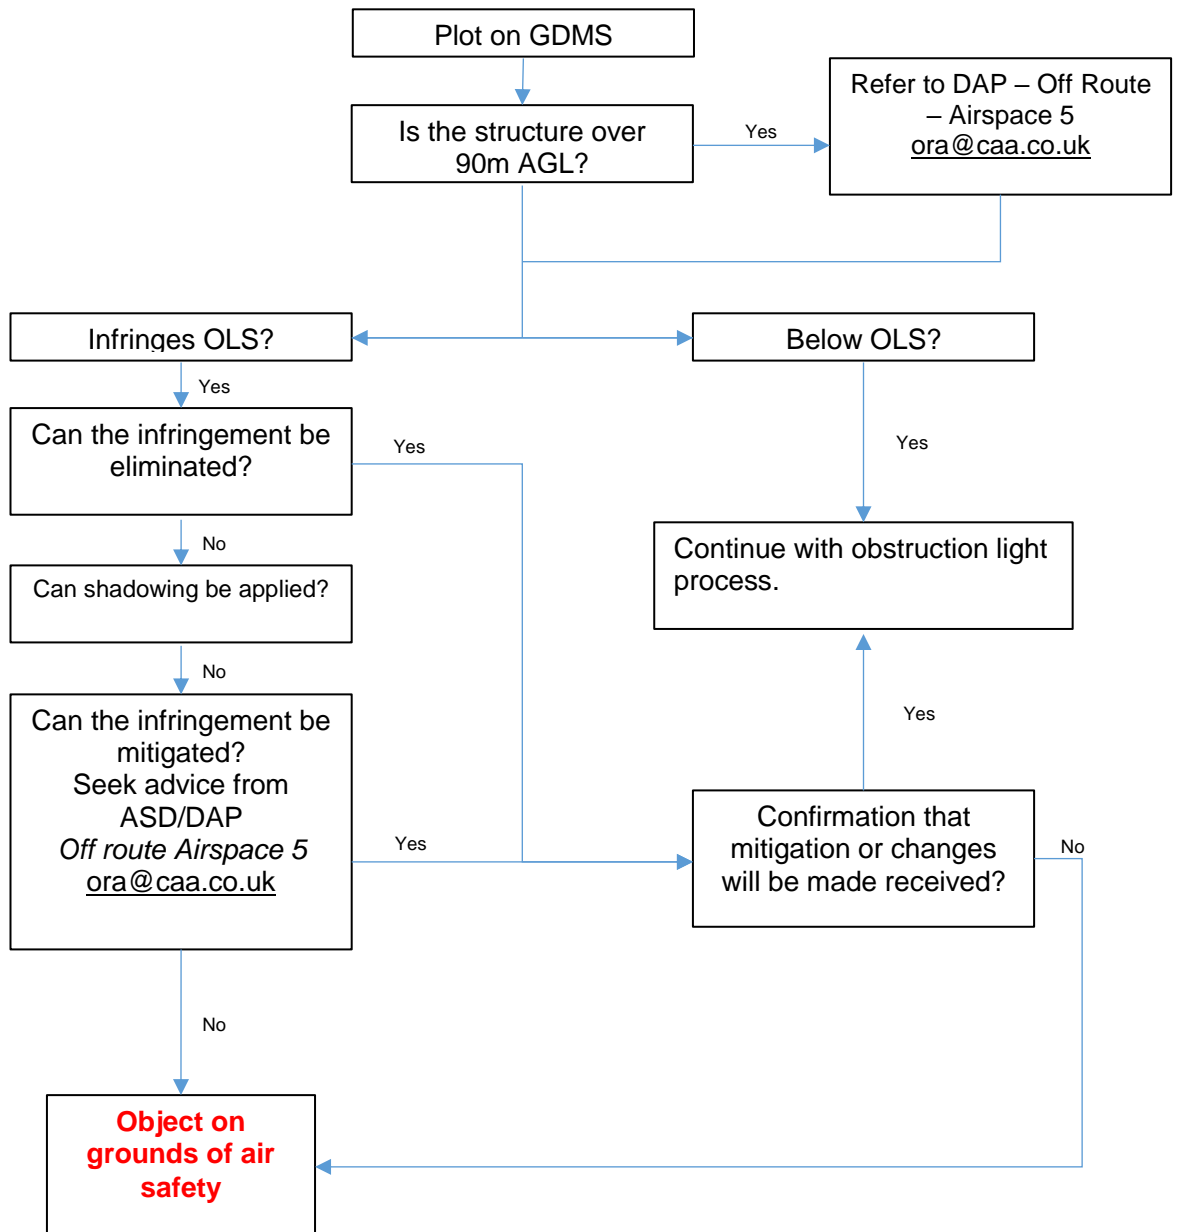 Plot on GDMS
Is the structure over
90m AGL?
Yes
Refer to DAP – Off Route
– Airspace 5
ora@caa.co.uk
Infringes OLS?
Below OLS?
Yes
Can the infringement be
eliminated?
Yes
Yes
No
Can shadowing be applied?
Continue with obstruction light
process.
No
Can the infringement be
mitigated?
Seek advice from
ASD/DAP
Off route Airspace 5
ora@caa.co.uk
Yes
Yes
Confirmation that
mitigation or changes
will be made received?
No
No
Object on
grounds of air
safety